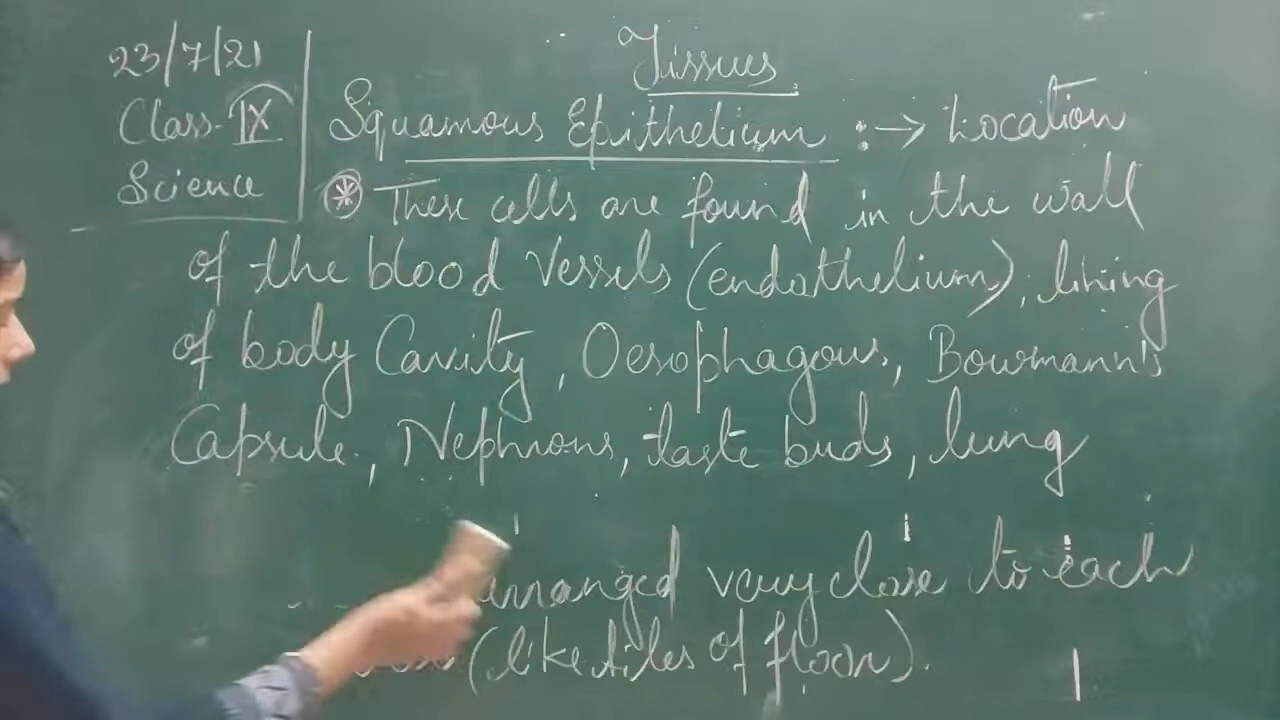 23/7/21
Class-IX
Science
Tissues
Squamous Epithelium :→ Location
These cells are found in the wall
of the blood vessels (endothelium), lining
of body Cavity, Oesophagous, Bowmann's
Capsule, Nephrons, taste buds, lung
arranged very close to each
(like tiles of floor).